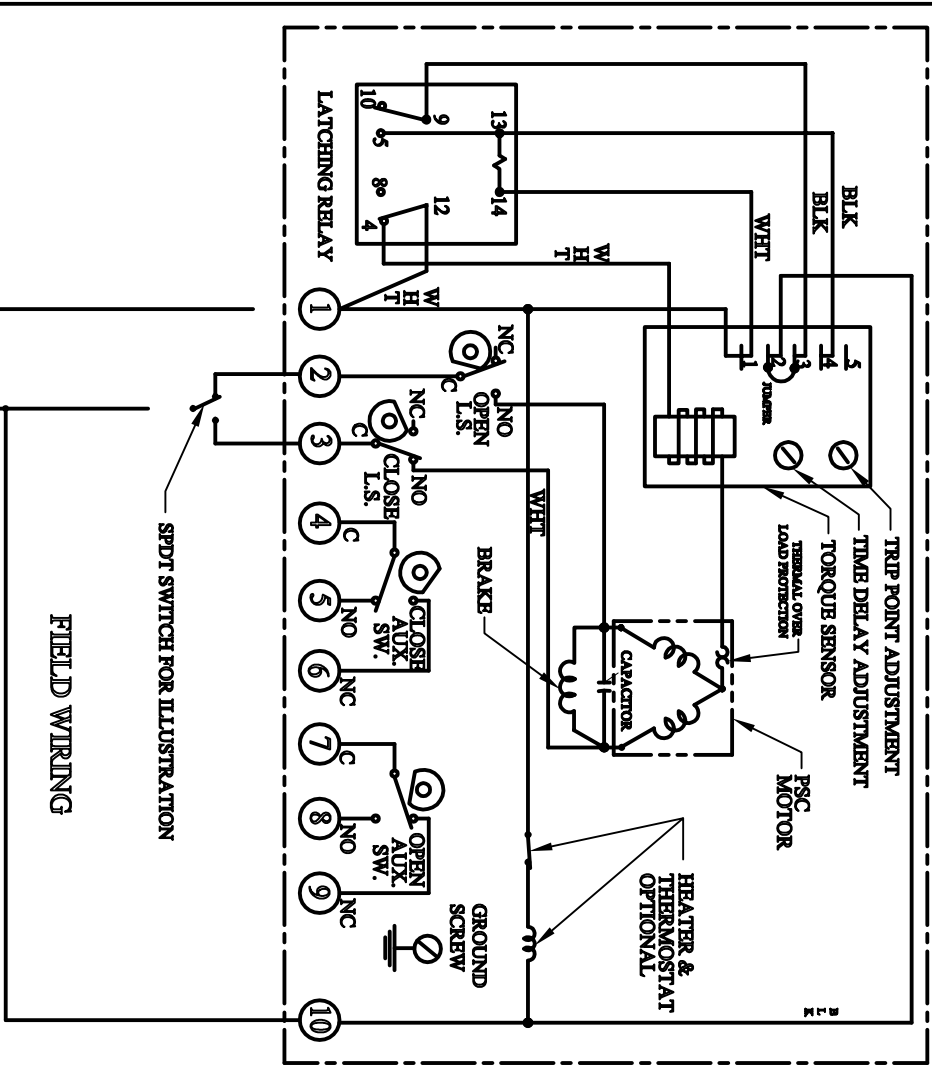 TRIP POINT ADJUSTMENT
TIME DELAY ADJUSTMENT
TORQUE SENSOR
THERMAL OVER
LOAD PROTECTION
PSC
MOTOR
HEATER &
THERMOSTAT
OPTIONAL
B
L
K
5
4
3
2
1
JUMPER
BLK
BLK
WHT
W
H
T
W
H
T
WHT
13
14
9
12
10
5
8
4
LATCHING RELAY
NC
NO
C
OPEN
L.S.
NC
NO
C
CLOSE
L.S.
BRAKE
CAPACITOR
CLOSE
AUX.
SW.
OPEN
AUX.
SW.
GROUND
SCREW
C
NO
NC
C
NO
NC
1
2
3
4
5
6
7
8
9
10
SPDT SWITCH FOR ILLUSTRATION
FIELD WIRING